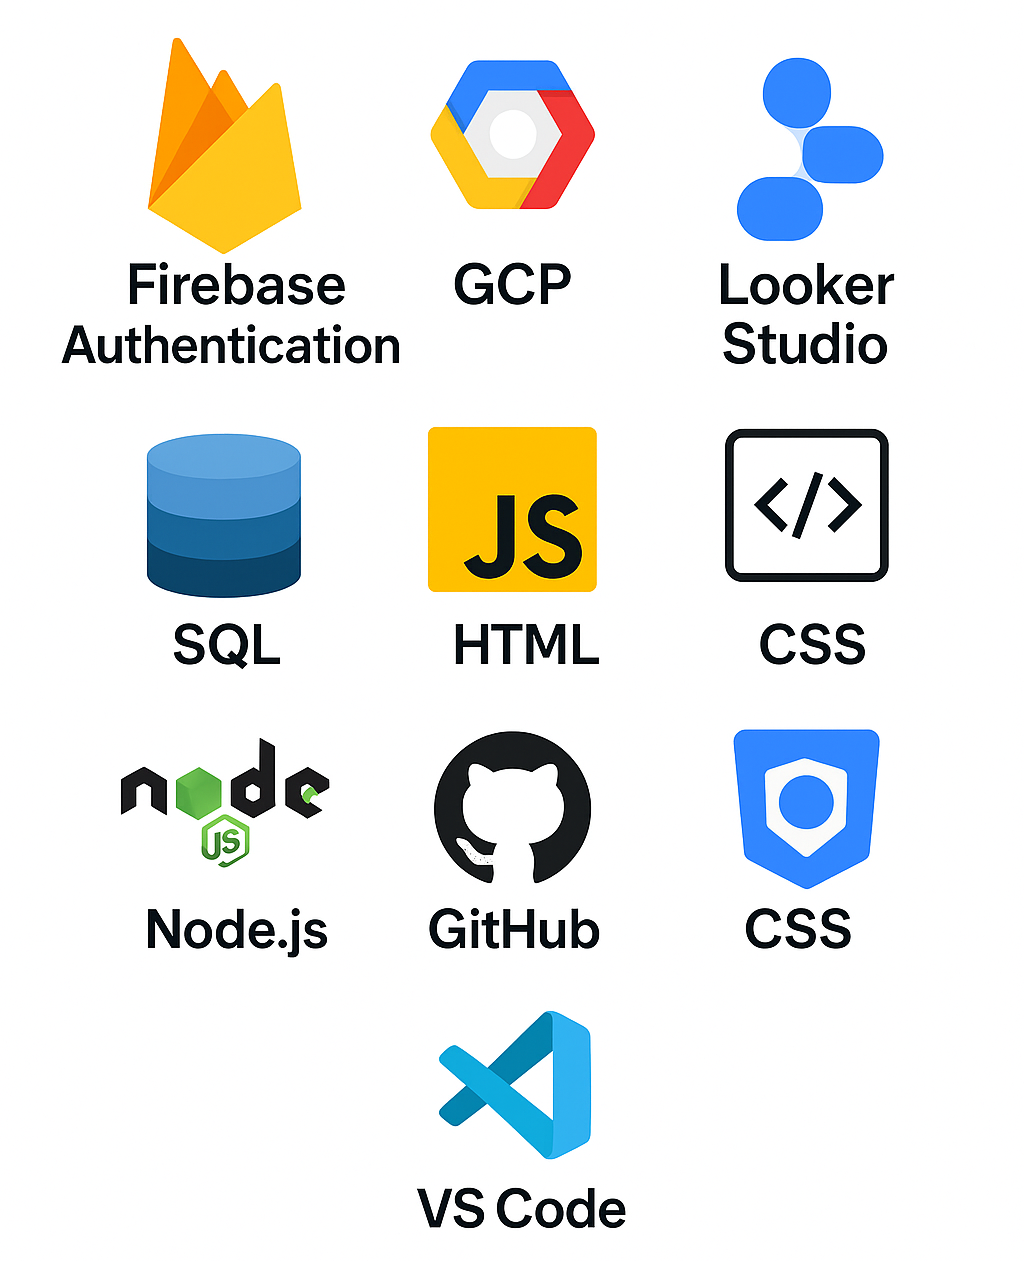 Firebase
Authentication
GCP
Looker
Studio
JS
</>
SQL
HTML
CSS
node
JS
Node.js
GitHub
CSS
VS Code